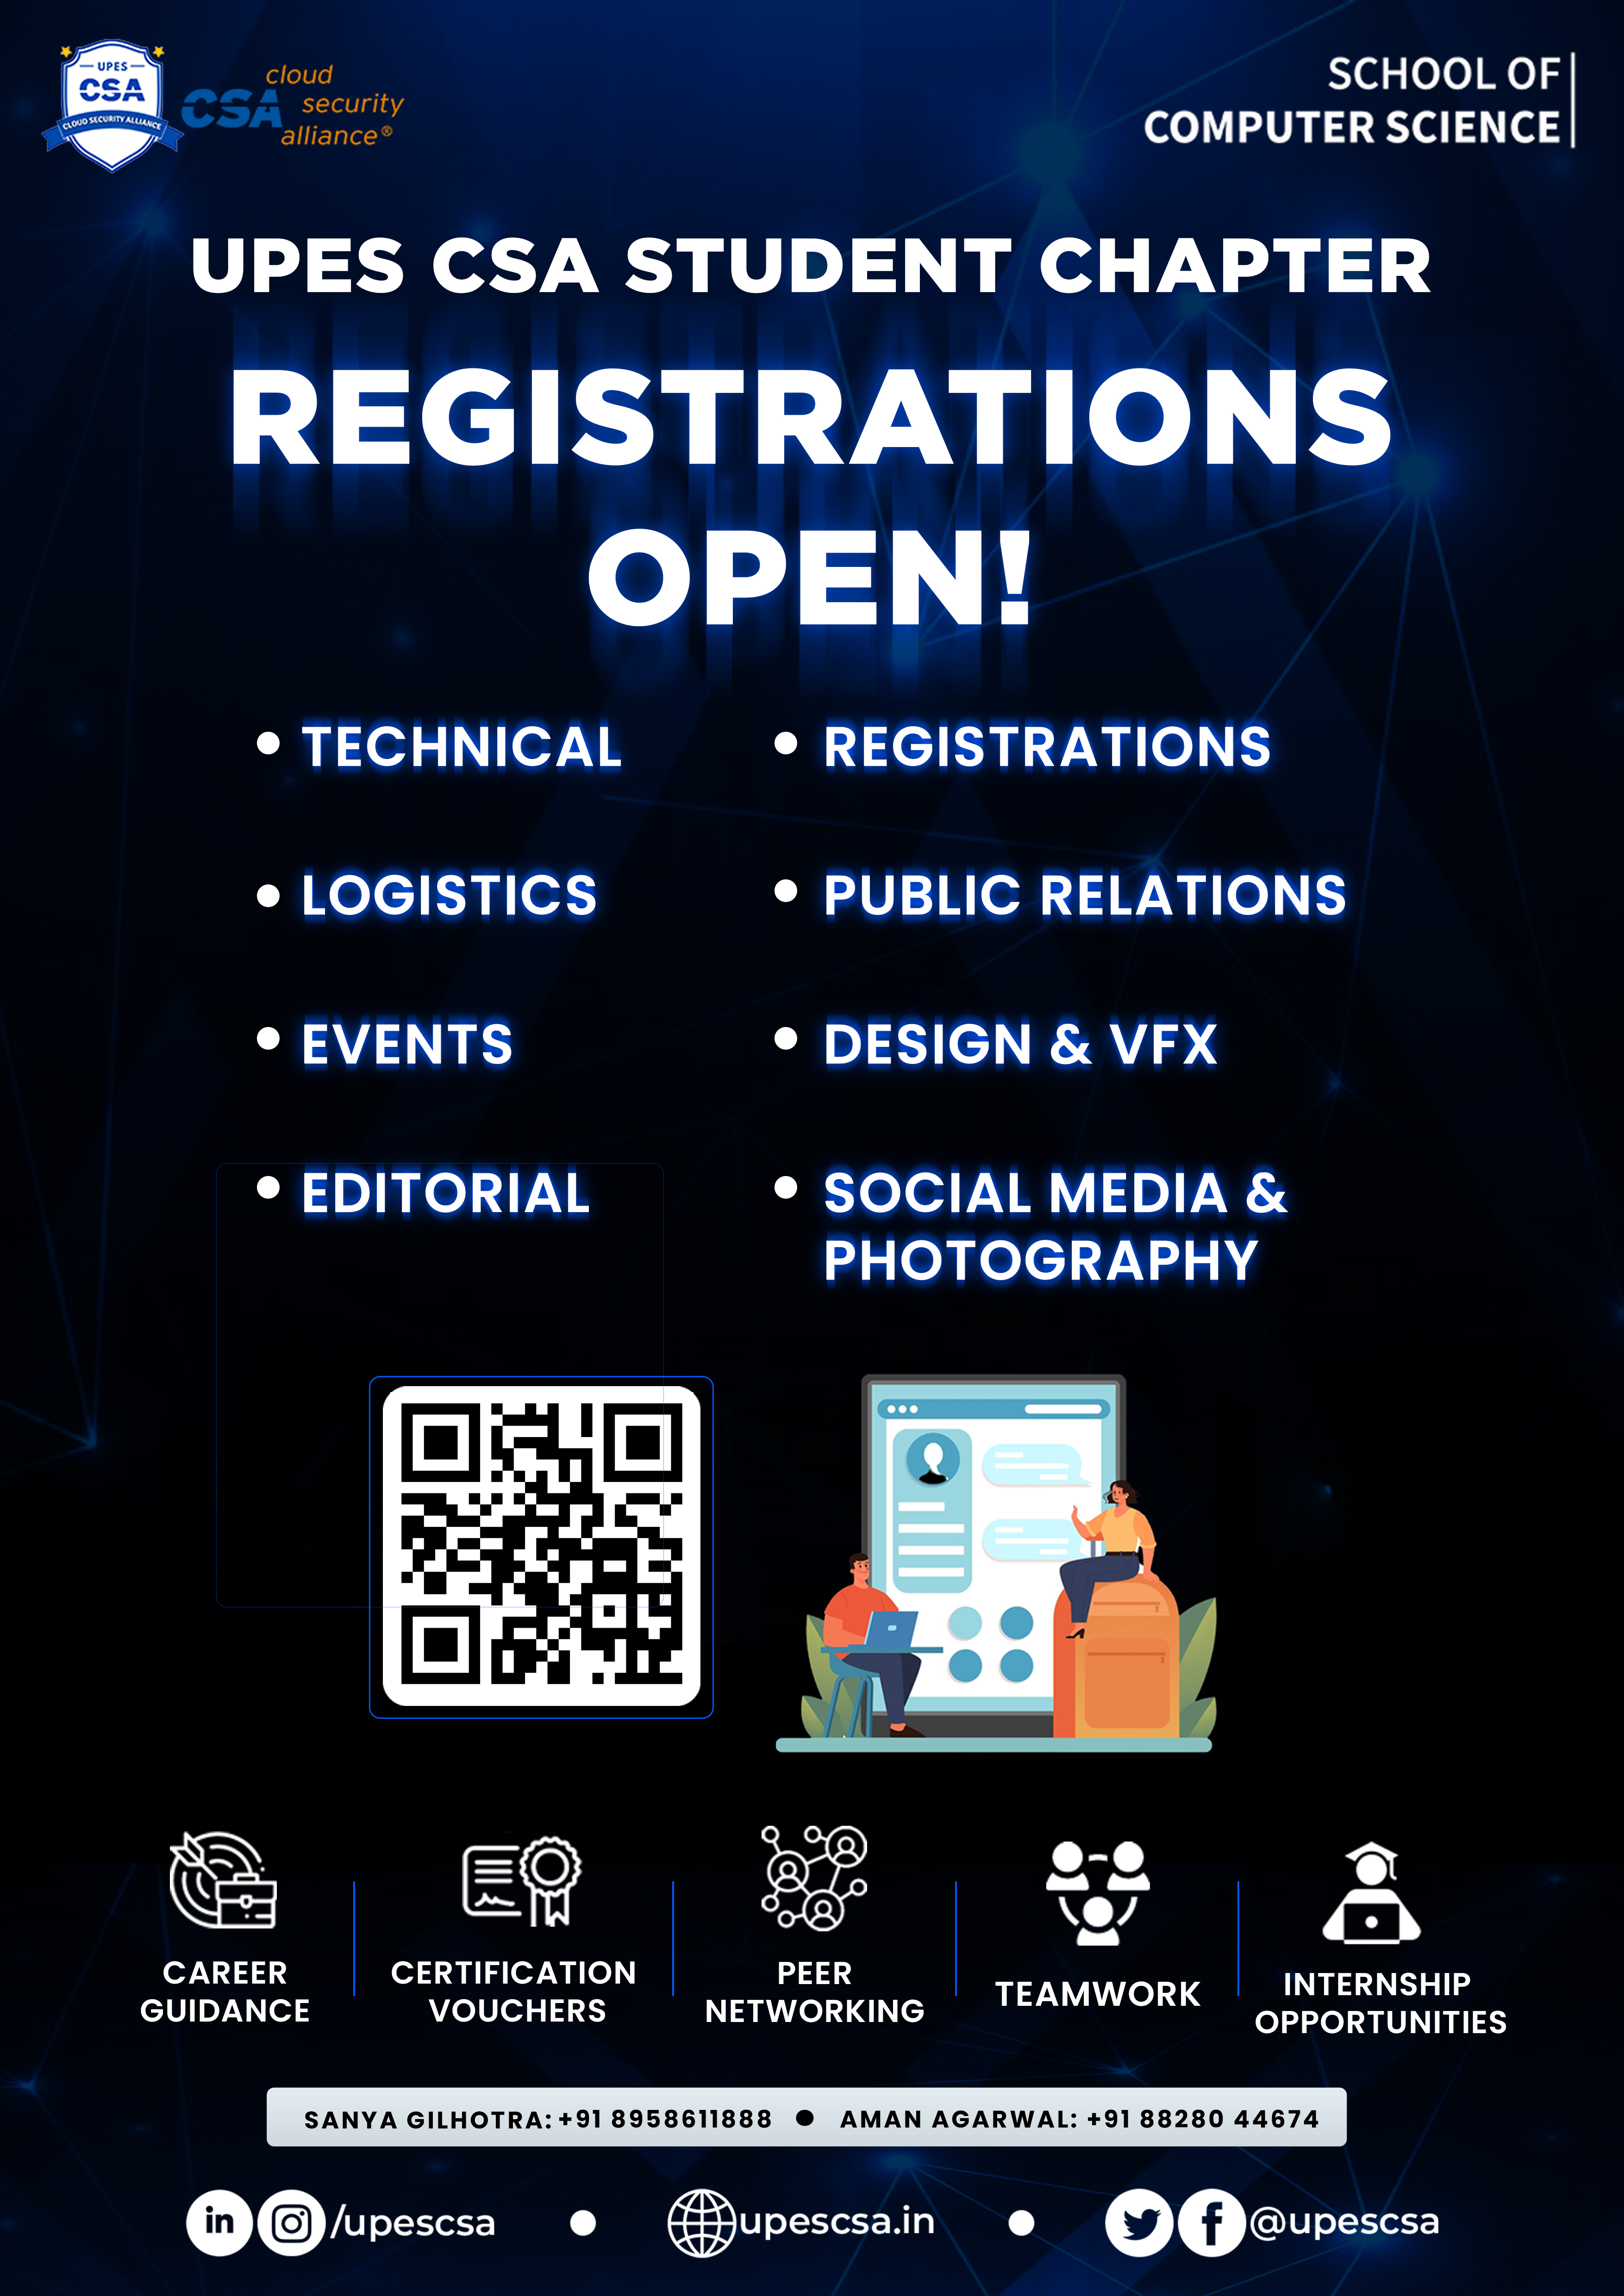 UPES
CSA
CLOUD SECURITY ALLIANCE
CSA
cloud
security
alliance®
SCHOOL OF
COMPUTER SCIENCE
UPES CSA STUDENT CHAPTER
REGISTRATIONS
OPEN!
TECHNICAL
REGISTRATIONS
LOGISTICS
PUBLIC RELATIONS
EVENTS
DESIGN & VFX
EDITORIAL
SOCIAL MEDIA &
PHOTOGRAPHY
CAREER
GUIDANCE
CERTIFICATION
VOUCHERS
PEER
NETWORKING
TEAMWORK
INTERNSHIP
OPPORTUNITIES
SANYA GILHOTRA: +91 8958611888 ● AMAN AGARWAL: +91 88280 44674
in /upescsa ● upescsa.in ● f @upescsa